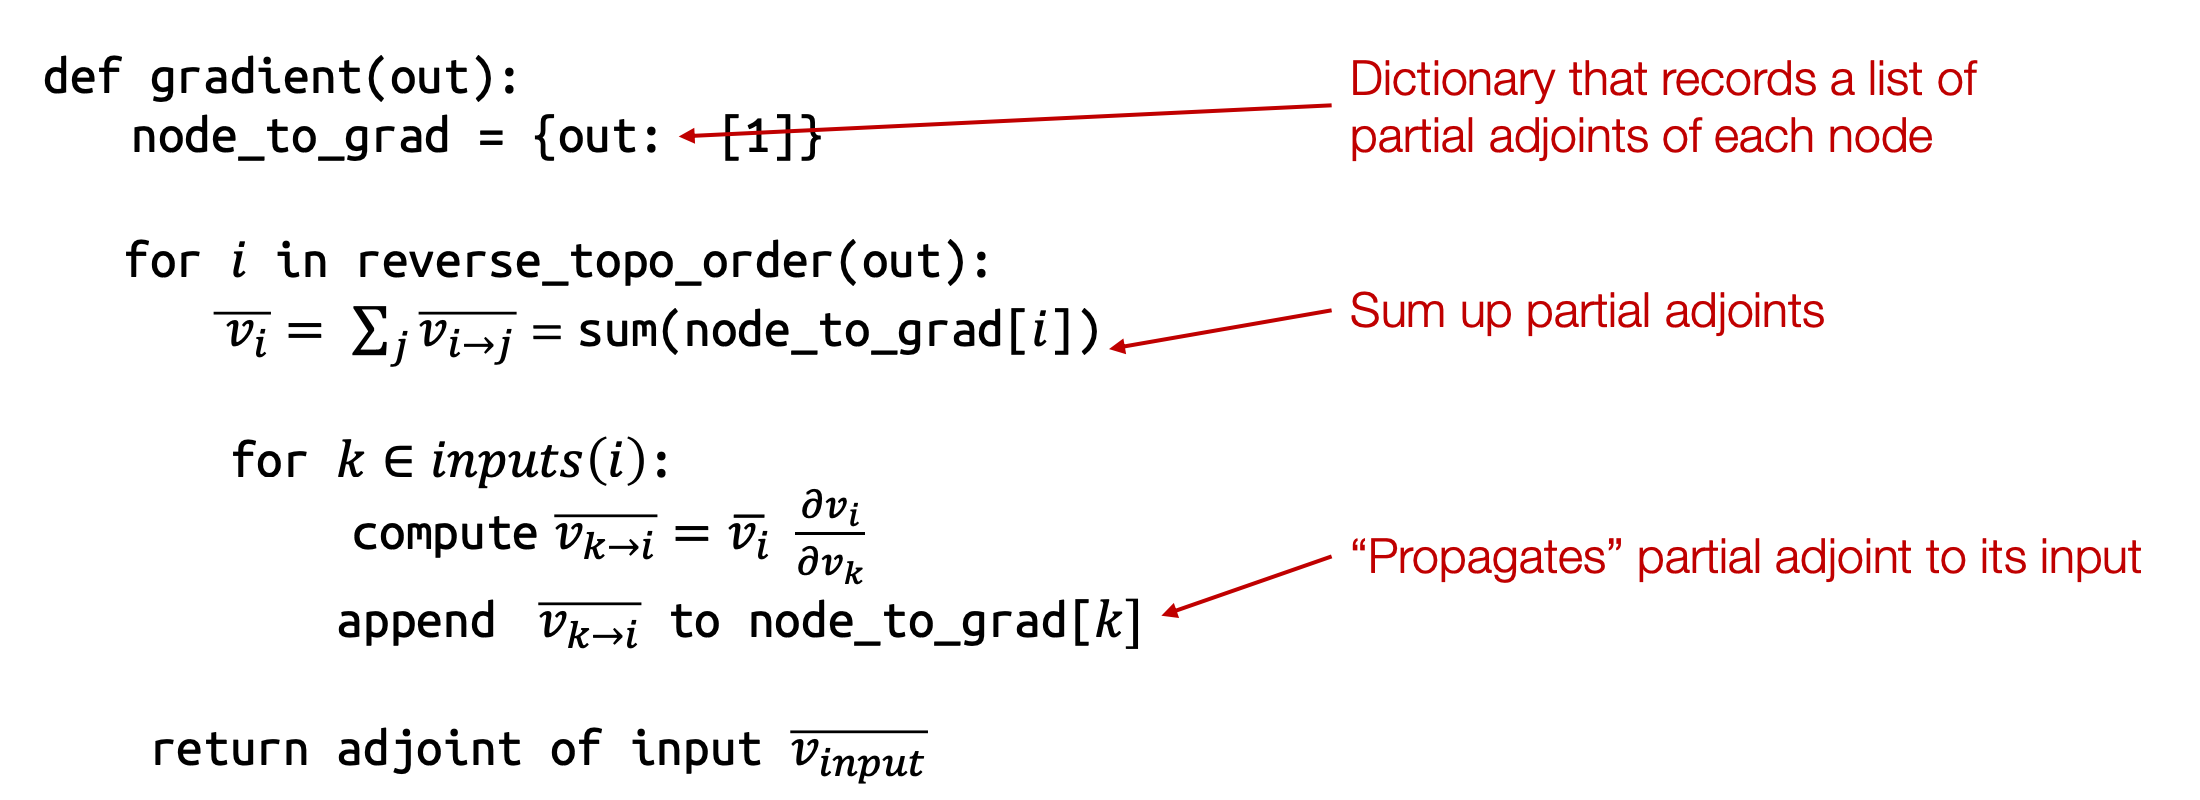 def gradient(out):
Dictionary that records a list of
node_to_grad = {out: [1]}
partial adjoints of each node
for i in reverse_topo_order(out):
$\overline{v_i} = \sum_j \overline{v_{i \to j}}$ = sum(node_to_grad[i])
Sum up partial adjoints
for k ∈ inputs(i):
compute $\overline{v_{k \to i}} = \overline{v}_i \frac{\partial v_i}{\partial v_k}$
“Propagates” partial adjoint to its input
append $\overline{v_{k \to i}}$ to node_to_grad[k]
return adjoint of input $\overline{v_{input}}$